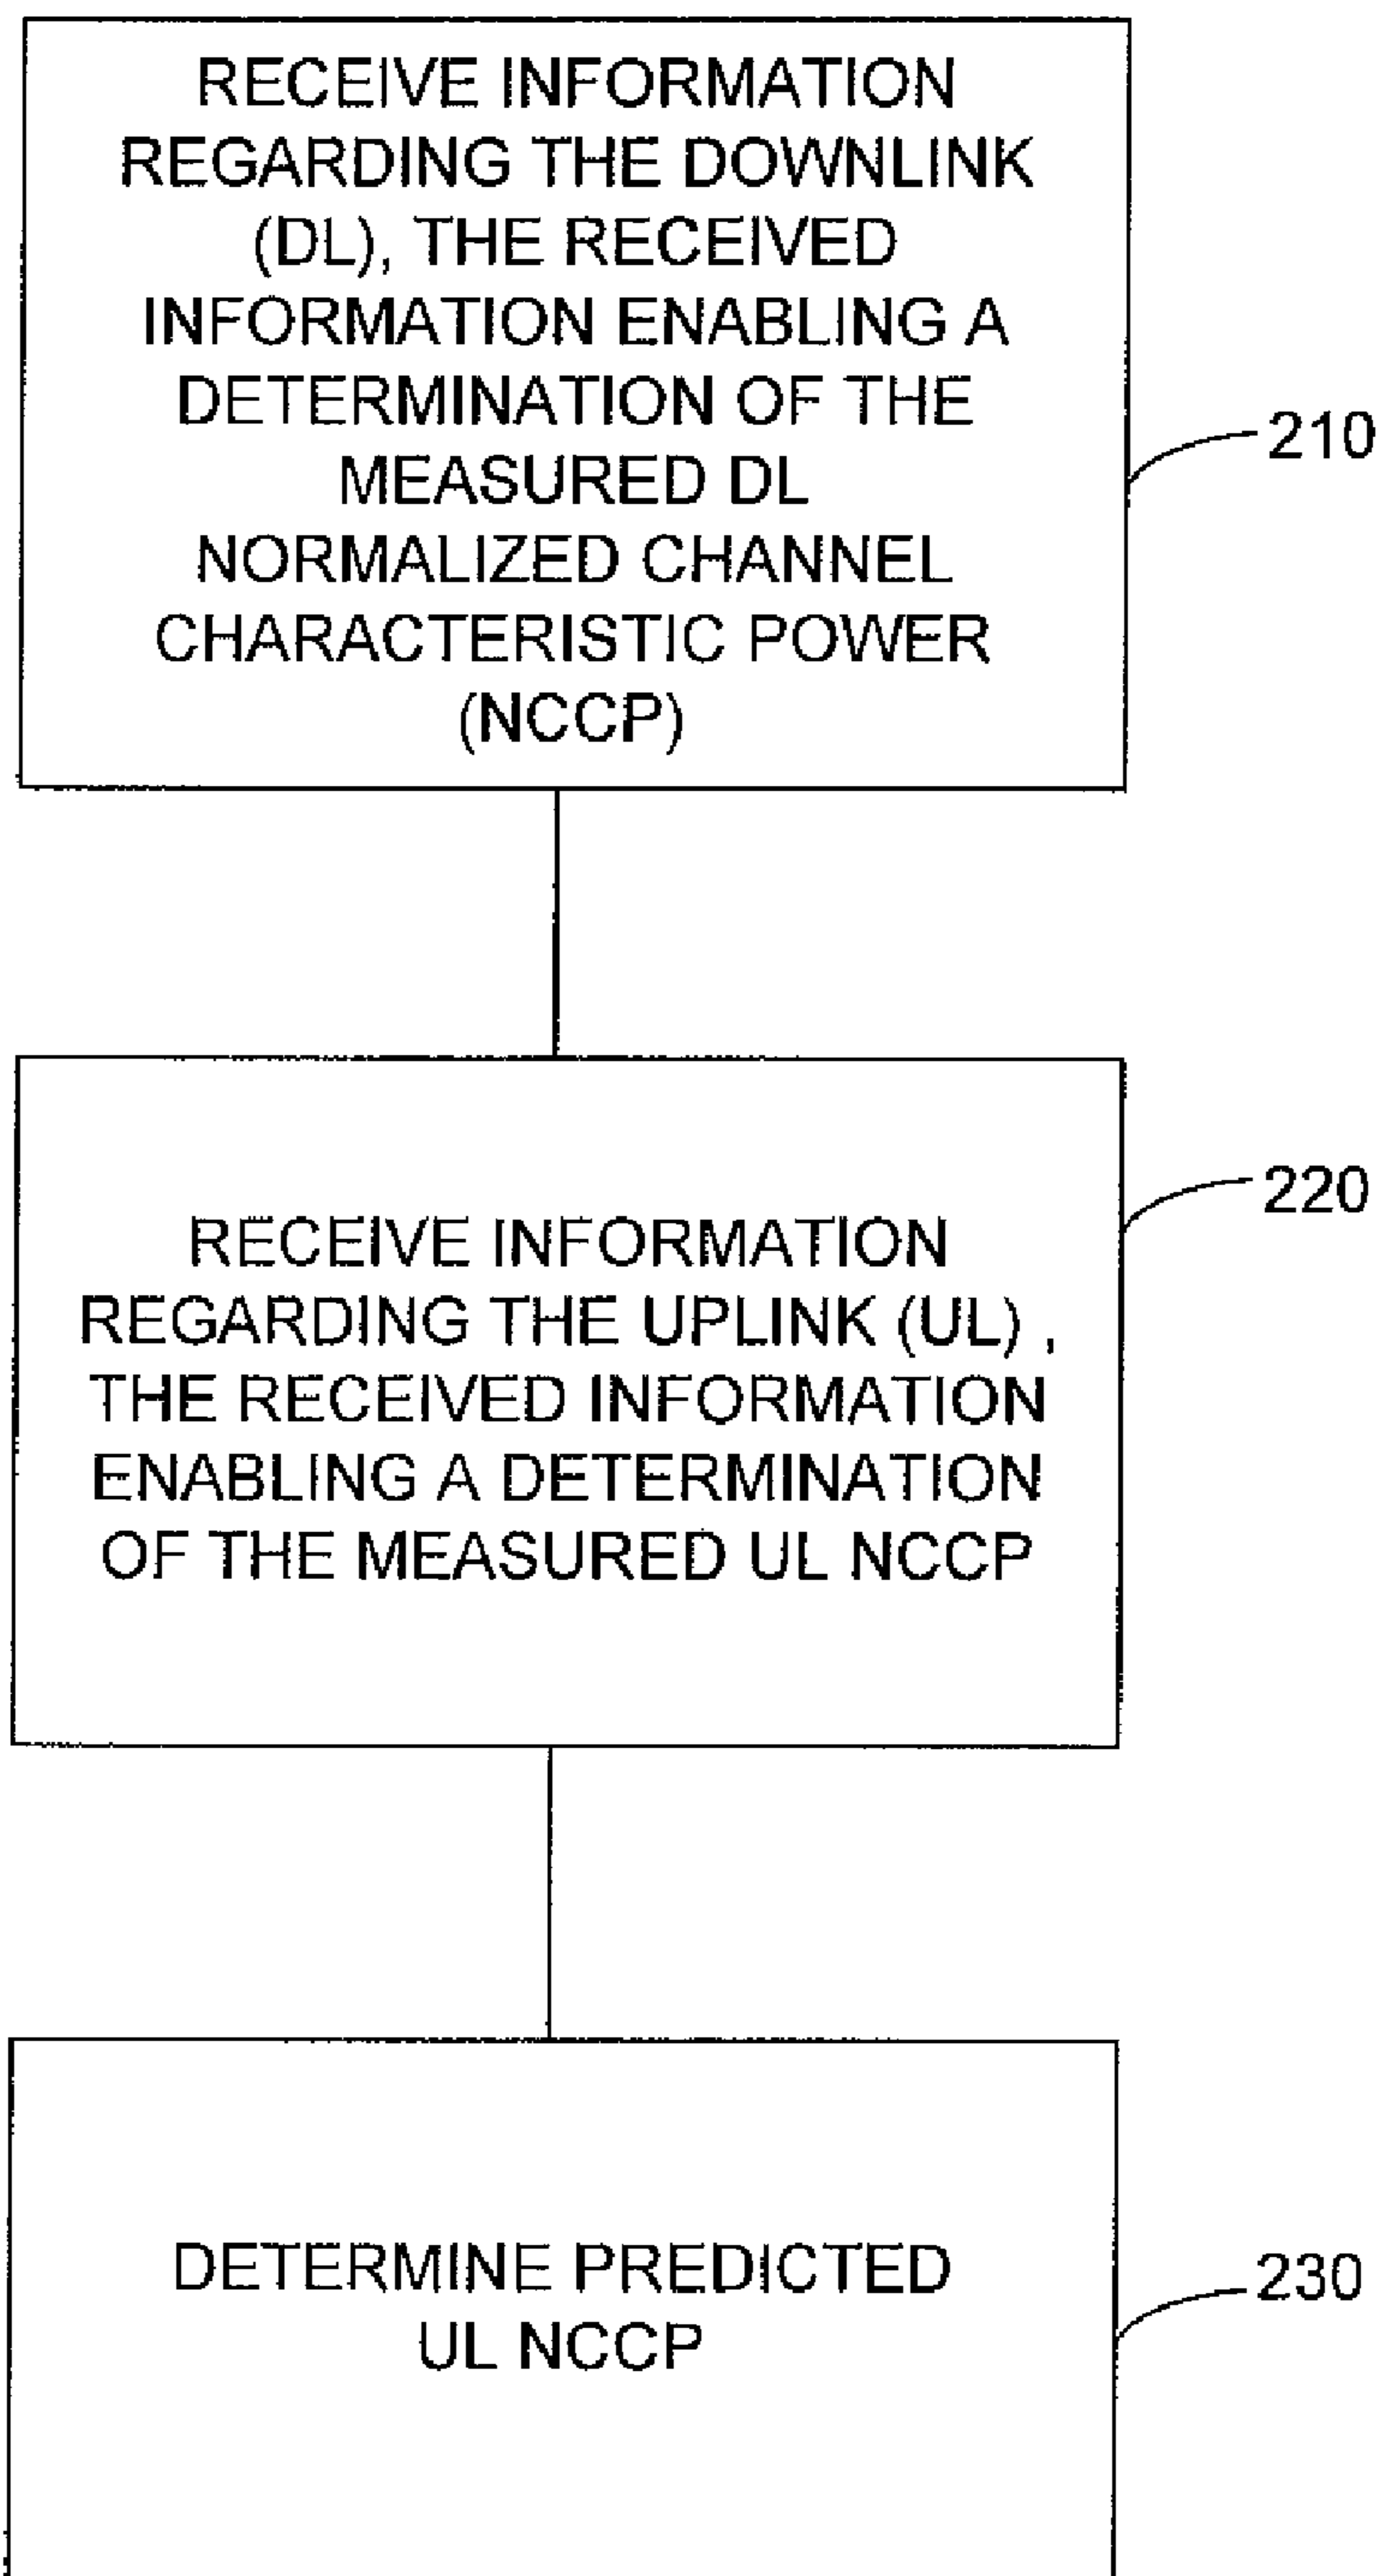 RECEIVE INFORMATION
REGARDING THE DOWNLINK
(DL), THE RECEIVED
INFORMATION ENABLING A
DETERMINATION OF THE
MEASURED DL
NORMALIZED CHANNEL
CHARACTERISTIC POWER
(NCCP)
210
RECEIVE INFORMATION
REGARDING THE UPLINK (UL) ,
THE RECEIVED INFORMATION
ENABLING A DETERMINATION
OF THE MEASURED UL NCCP
220
DETERMINE PREDICTED
UL NCCP
230